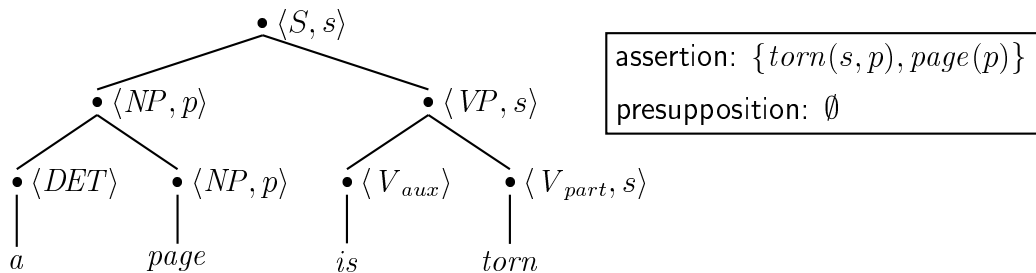 • ⟨S, s⟩
assertion: {torn(s, p), page(p)}
presupposition: ∅
• ⟨NP, p⟩ • ⟨VP, s⟩
• ⟨DET⟩ • ⟨NP, p⟩ • ⟨V_aux⟩ • ⟨V_part, s⟩
a page is torn